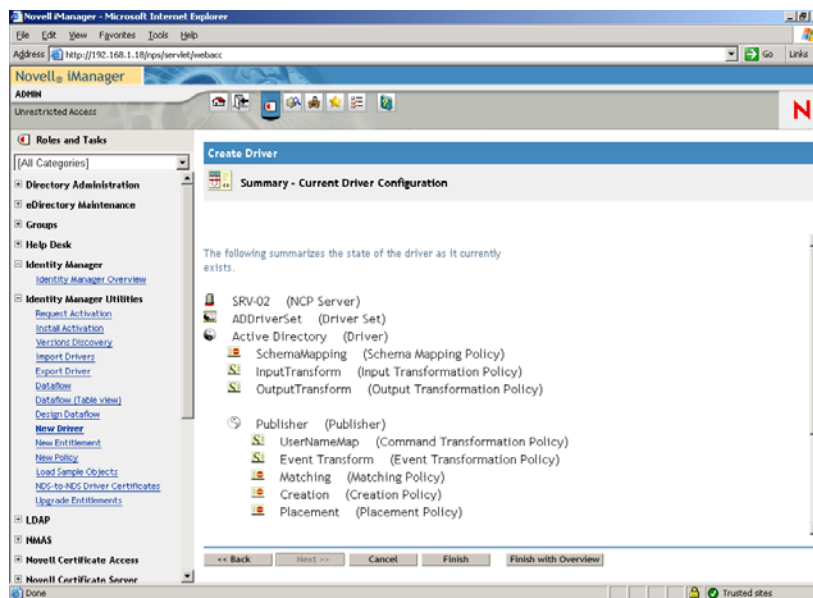 Novell iManager - Microsoft Internet Explorer
File Edit View Favorites Tools Help
Address http://192.168.1.18/nps/servlet/webacc Go Links
Novell® iManager
ADMIN
Unrestricted Access
N
Roles and Tasks
[All Categories]
Directory Administration
eDirectory Maintenance
Groups
Help Desk
Identity Manager
Identity Manager Overview
Identity Manager Utilities
Request Activation
Install Activation
Versions Discovery
Import Drivers
Export Driver
Dataflow
Dataflow (Table view)
Design Dataflow
New Driver
New Entitlement
New Policy
Load Sample Objects
NDS-to-NDS Driver Certificates
Upgrade Entitlements
LDAP
NMAS
Novell Certificate Access
Novell Certificate Server
Create Driver
Summary - Current Driver Configuration
The following summarizes the state of the driver as it currently
exists.
SRV-02 (NCP Server)
ADDriverSet (Driver Set)
Active Directory (Driver)
SchemaMapping (Schema Mapping Policy)
InputTransform (Input Transformation Policy)
OutputTransform (Output Transformation Policy)
Publisher (Publisher)
UserNameMap (Command Transformation Policy)
Event Transform (Event Transformation Policy)
Matching (Matching Policy)
Creation (Creation Policy)
Placement (Placement Policy)
<< Back Next >> Cancel Finish Finish with Overview
Done Trusted sites